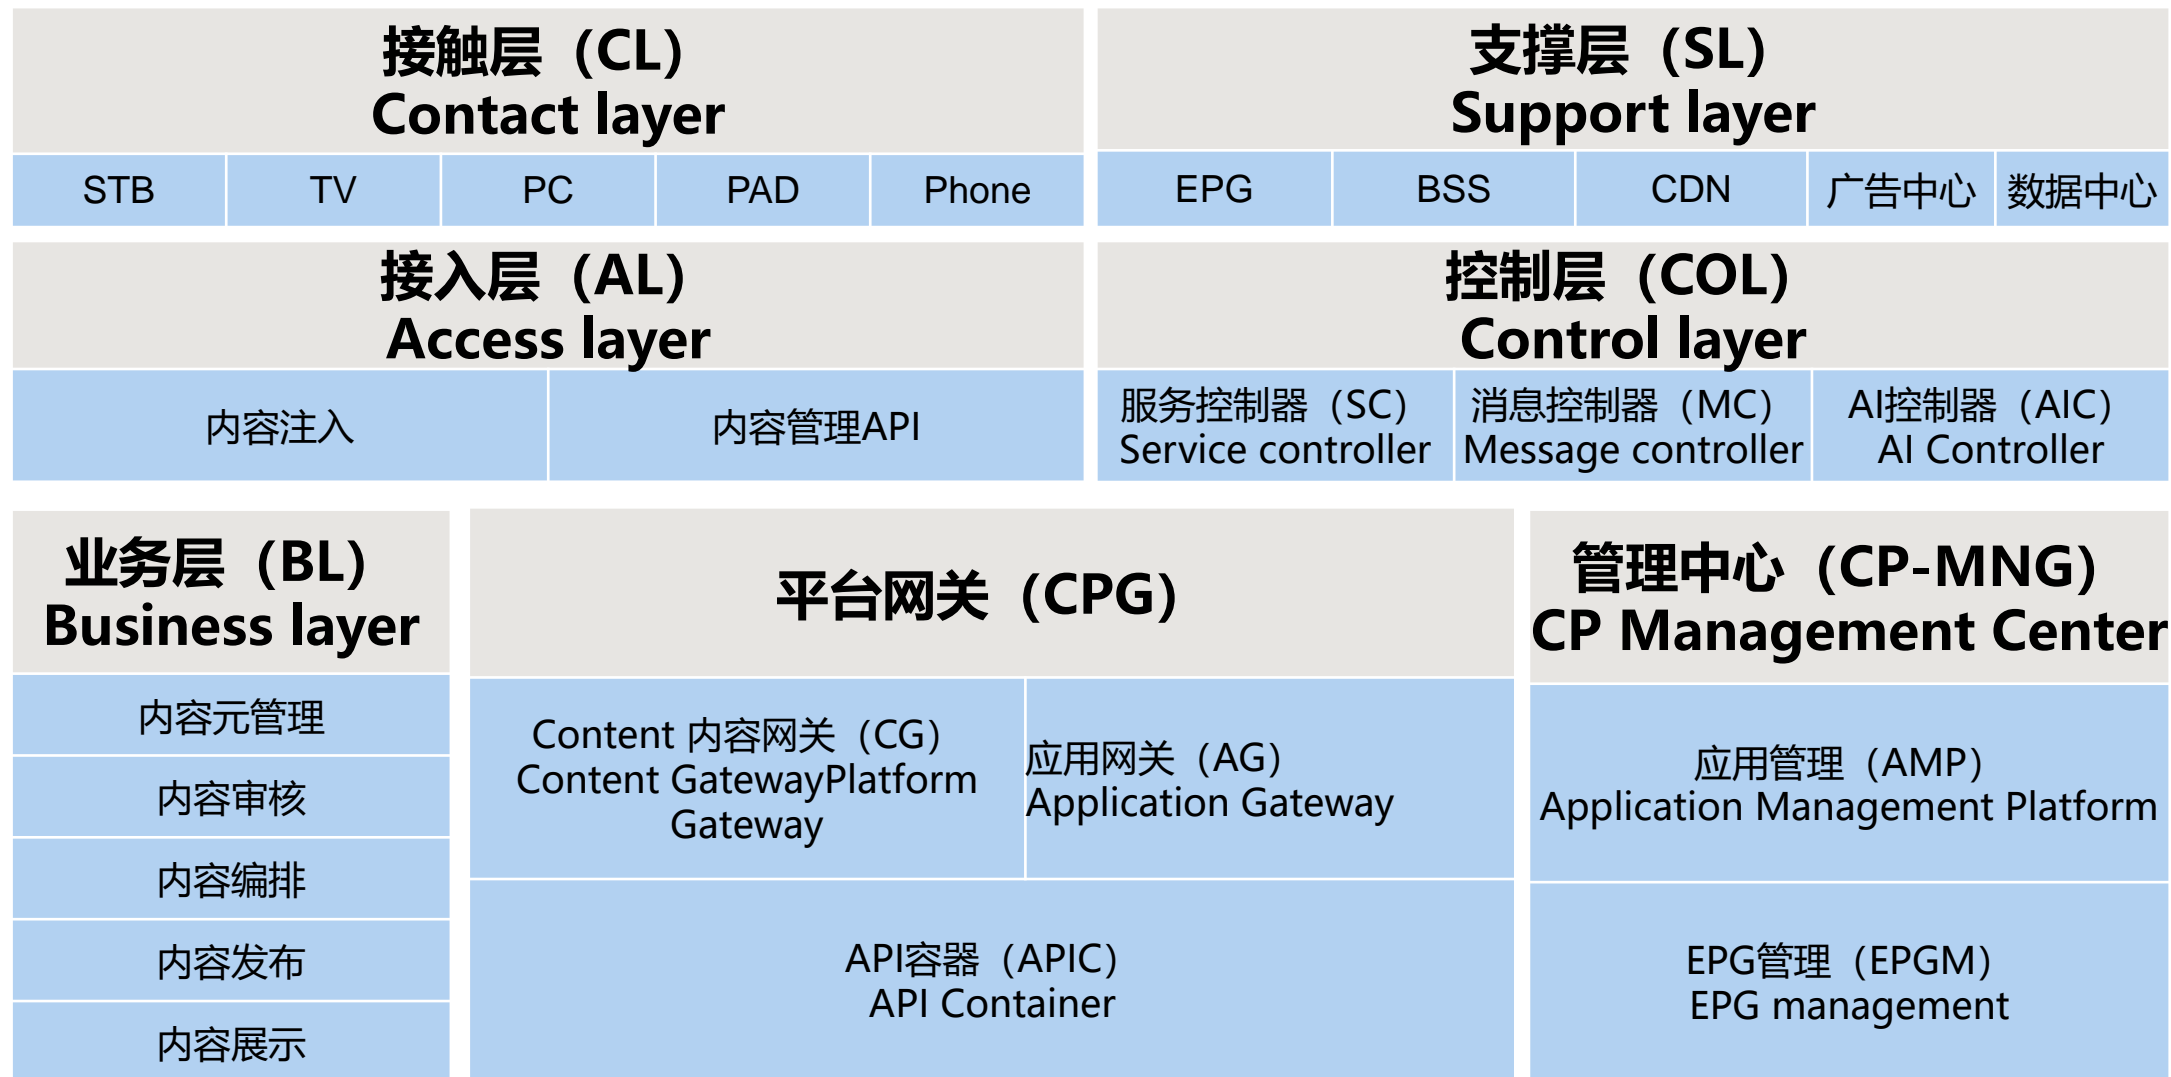 接触层（CL）
Contact layer
STB
TV
PC
PAD
Phone
支撑层（SL）
Support layer
EPG
BSS
CDN
广告中心
数据中心
接入层（AL）
Access layer
内容注入
内容管理API
控制层（COL）
Control layer
服务控制器（SC）
Service controller
消息控制器（MC）
Message controller
AI控制器（AIC）
AI Controller
业务层（BL）
Business layer
内容元管理
内容审核
内容编排
内容发布
内容展示
平台网关（CPG）
Content 内容网关（CG）
Content GatewayPlatform
Gateway
应用网关（AG）
Application Gateway
API容器（APIC）
API Container
管理中心（CP-MNG）
CP Management Center
应用管理（AMP）
Application Management Platform
EPG管理（EPGM）
EPG management